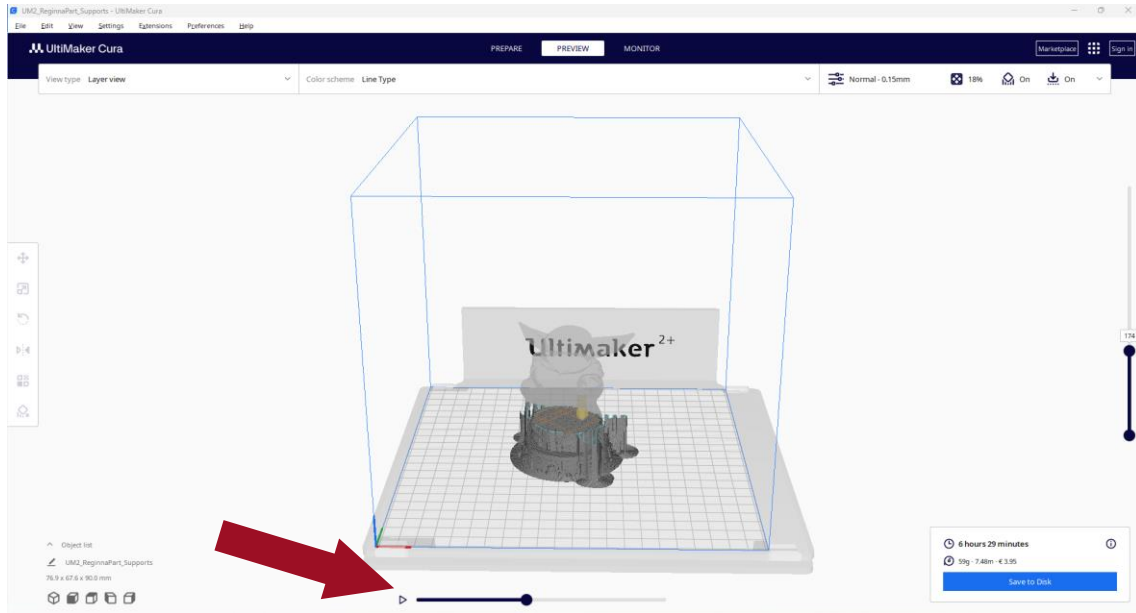 UM2_ReginnaPart_Supports - UltiMaker Cura
File Edit View Settings Extensions Preferences Help
UltiMaker Cura
PREPARE PREVIEW MONITOR
Marketplace Sign in
View type Layer view
Color scheme Line Type
Normal - 0.15mm
18% On On
Ultimaker 2+
174
Object list
UM2_ReginnaPart_Supports
76.9 x 67.6 x 90.0 mm
6 hours 29 minutes
59g · 7.48m · € 3.95
Save to Disk